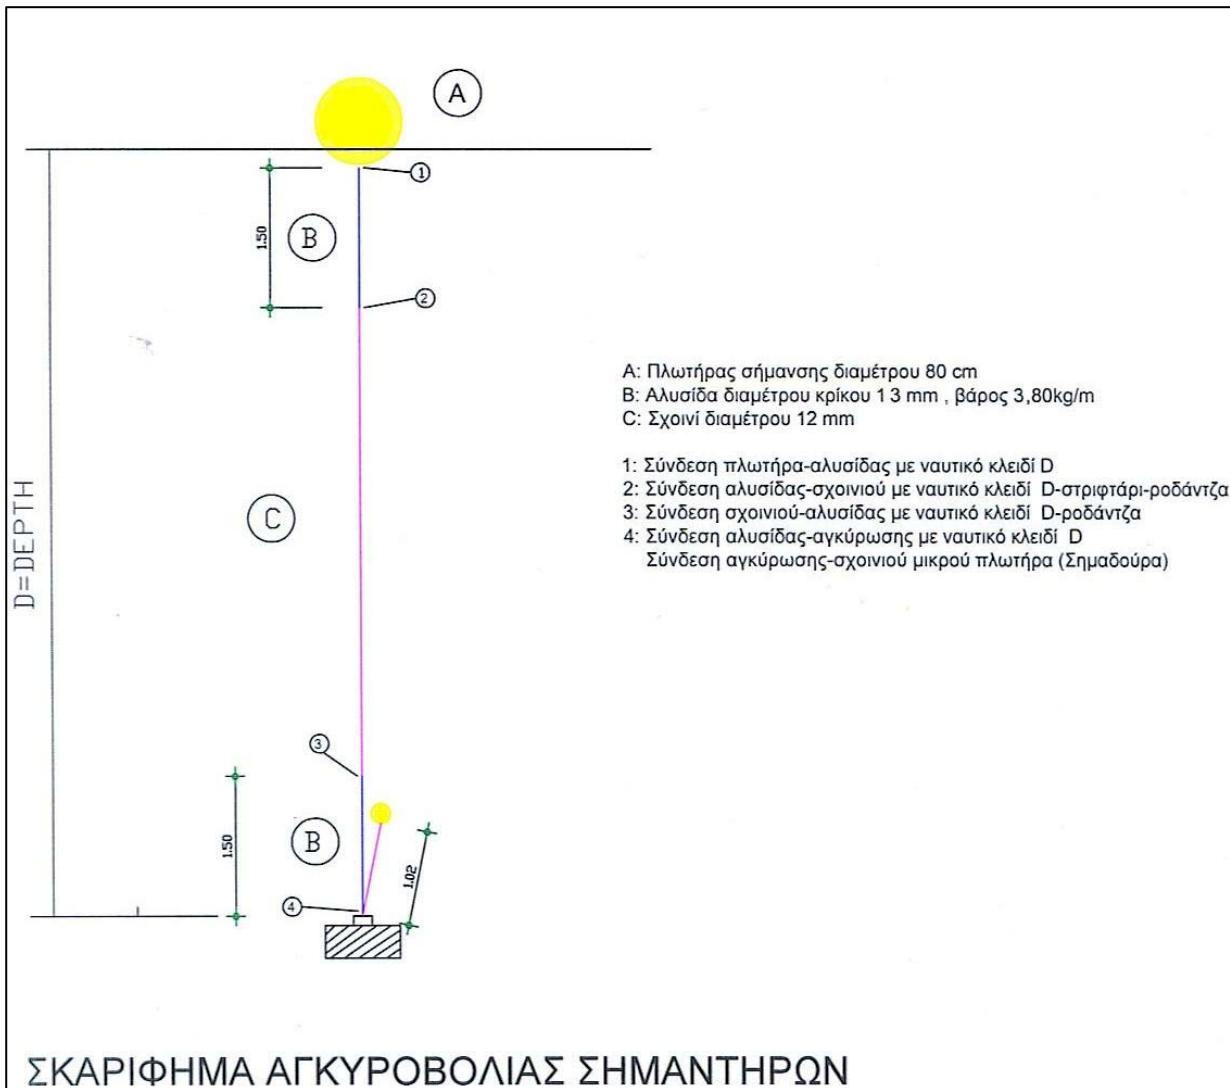 A
1
1.50
B
2
A: Πλωτήρας σήμανσης διαμέτρου 80 cm
B: Αλυσίδα διαμέτρου κρίκου 13 mm , βάρος 3,80kg/m
C: Σχοινί διαμέτρου 12 mm
1: Σύνδεση πλωτήρα-αλυσίδας με ναυτικό κλειδί D
2: Σύνδεση αλυσίδας-σχοινιού με ναυτικό κλειδί D-στριφτάρι-ροδάντζα
3: Σύνδεση σχοινιού-αλυσίδας με ναυτικό κλειδί D-ροδάντζα
4: Σύνδεση αλυσίδας-αγκύρωσης με ναυτικό κλειδί D
Σύνδεση αγκύρωσης-σχοινιού μικρού πλωτήρα (Σημαδούρα)
D=DEPTH
C
3
1.50
B
1.02
4
ΣΚΑΡΙΦΗΜΑ ΑΓΚΥΡΟΒΟΛΙΑΣ ΣΗΜΑΝΤΗΡΩΝ